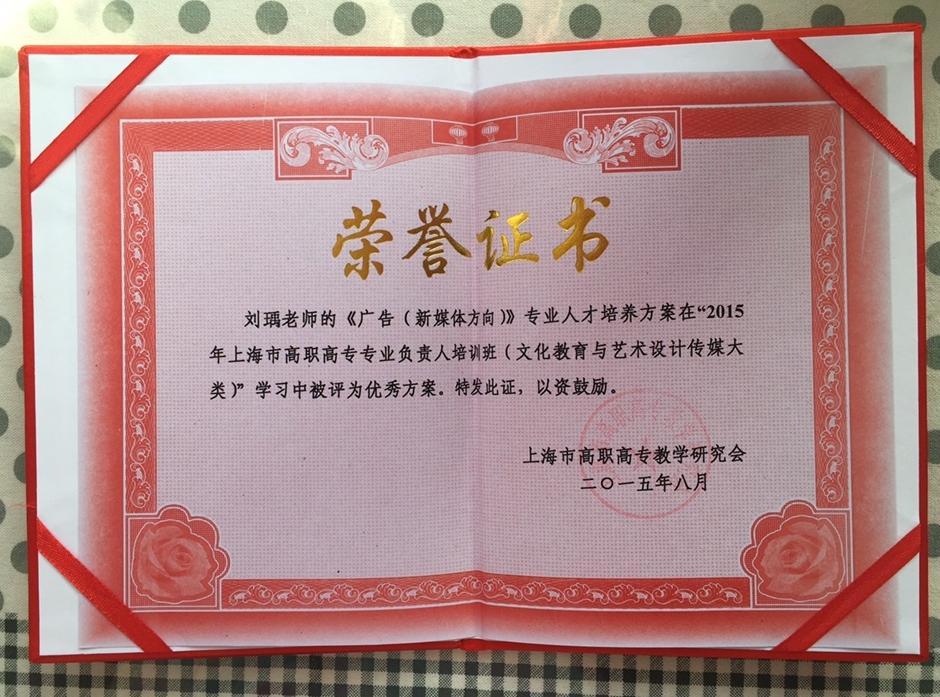 荣誉证书
刘瑀老师的《广告（新媒体方向）》专业人才培养方案在“2015
年上海市高职高专专业负责人培训班（文化教育与艺术设计传媒大
类）”学习中被评为优秀方案。特发此证，以资鼓励。
上海市高职高专教学研究会
二〇一五年八月